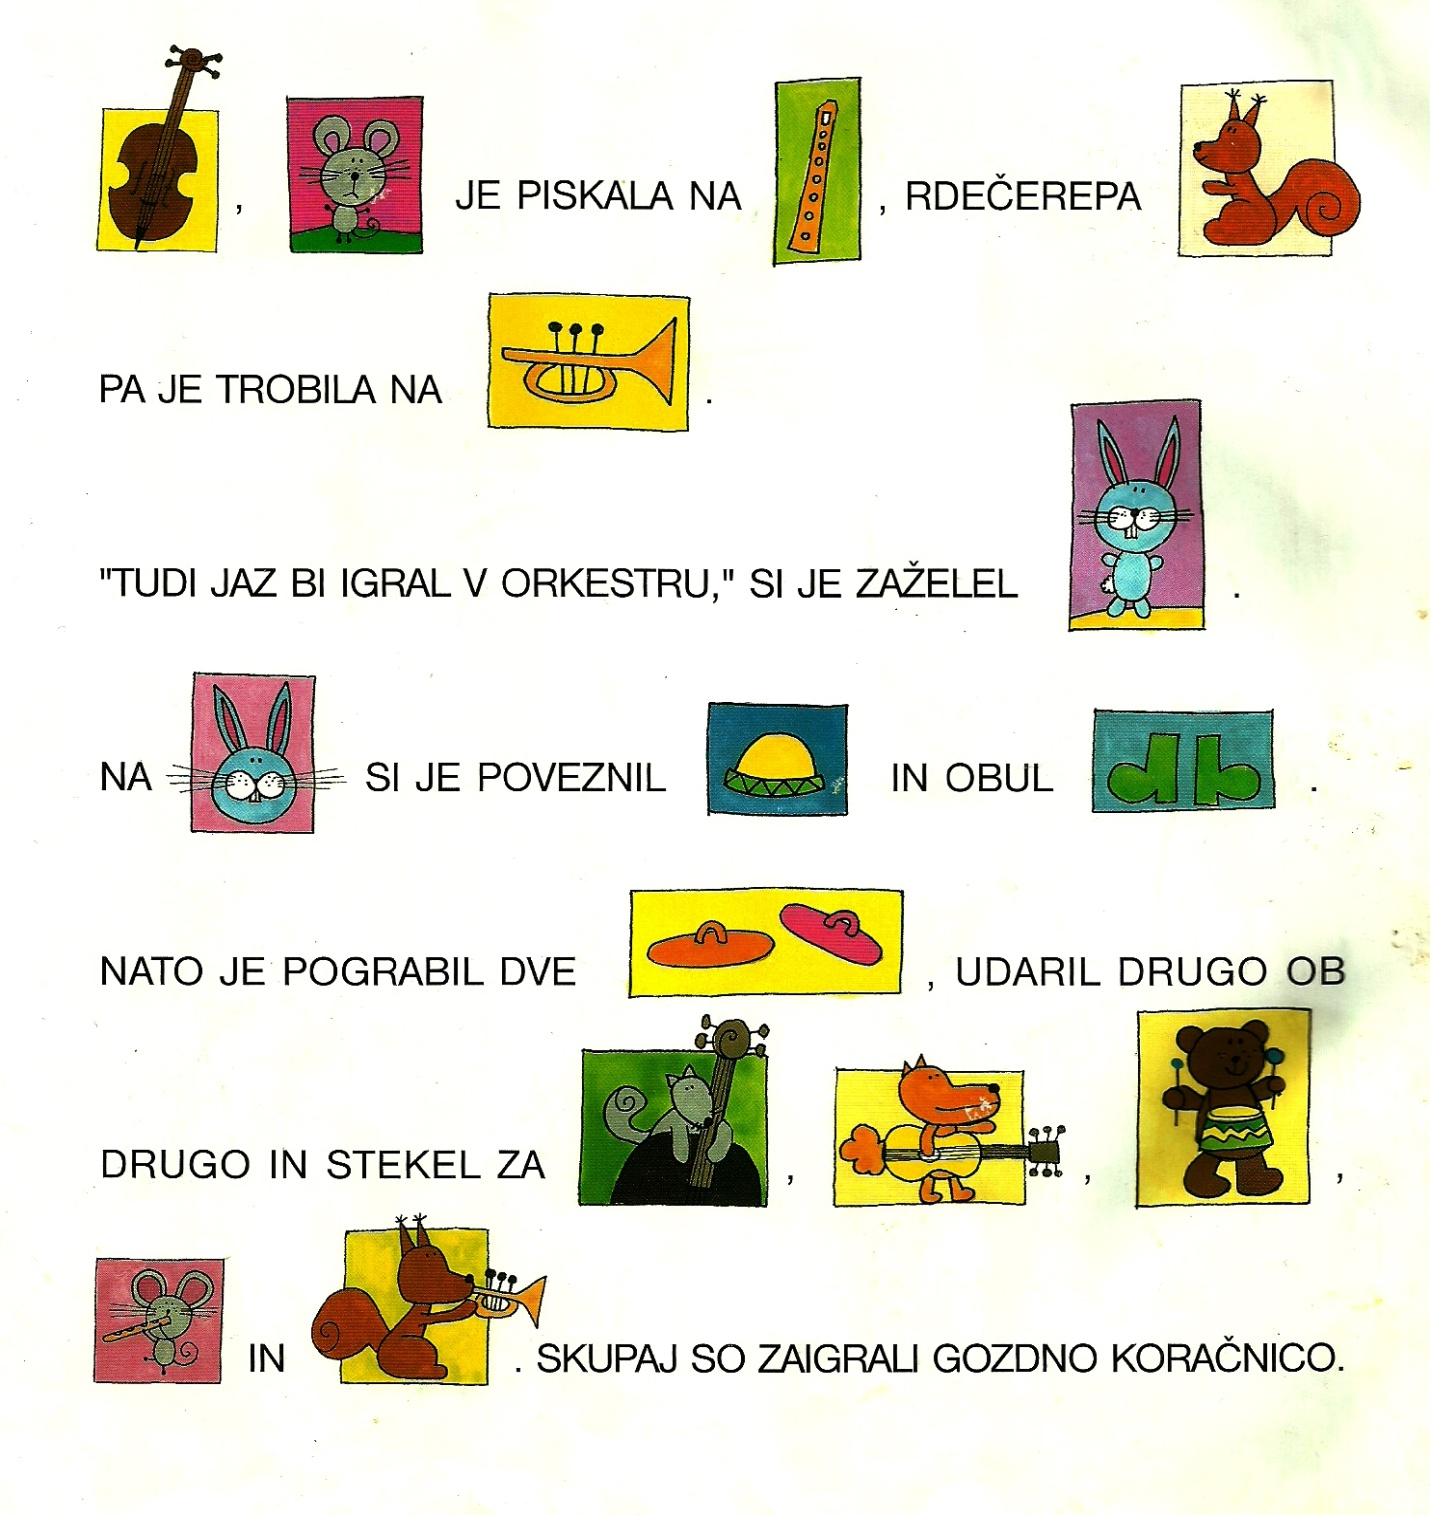 , JE PISKALA NA , RDEČEREPA
PA JE TROBILA NA .
"TUDI JAZ BI IGRAL V ORKESTRU," SI JE ZAŽELEL .
NA SI JE POVEZNIL IN OBUL .
NATO JE POGRABIL DVE , UDARIL DRUGO OB
DRUGO IN STEKEL ZA , , ,
IN . SKUPAJ SO ZAIGRALI GOZDNO KORAČNICO.